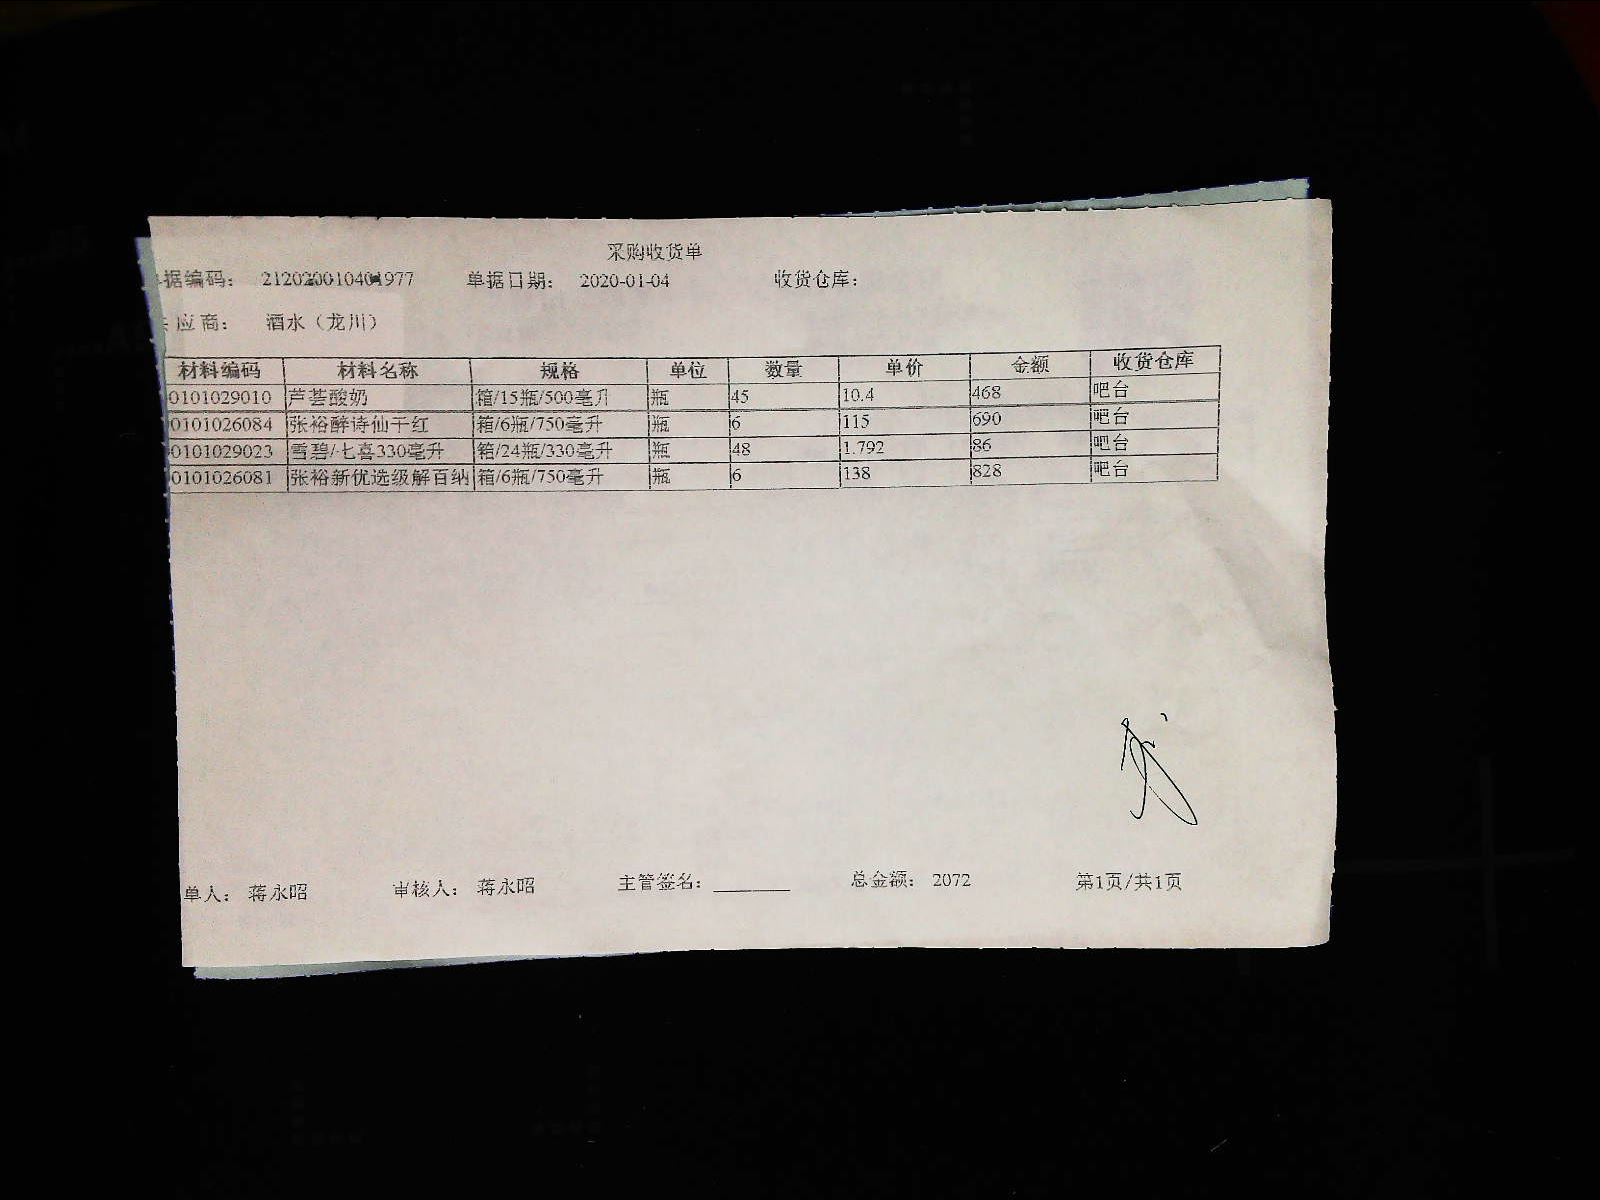 采购收货单
据编码： 212020010401977 单据日期： 2020-01-04 收货仓库：
应商： 酒水（龙川）
材料编码 材料名称 规格 单位 数量 单价 金额 收货仓库
0101029010 芦荟酸奶 箱/15瓶/500毫升 瓶 45 10.4 468 吧台
0101026084 张裕醉诗仙干红 箱/6瓶/750毫升 瓶 6 115 690 吧台
0101029023 雪碧/七喜330毫升 箱/24瓶/330毫升 瓶 48 1.792 86 吧台
0101026081 张裕新优选级解百纳 箱/6瓶/750毫升 瓶 6 138 828 吧台
单人： 蒋永昭 审核人： 蒋永昭 主管签名：________ 总金额： 2072 第1页/共1页